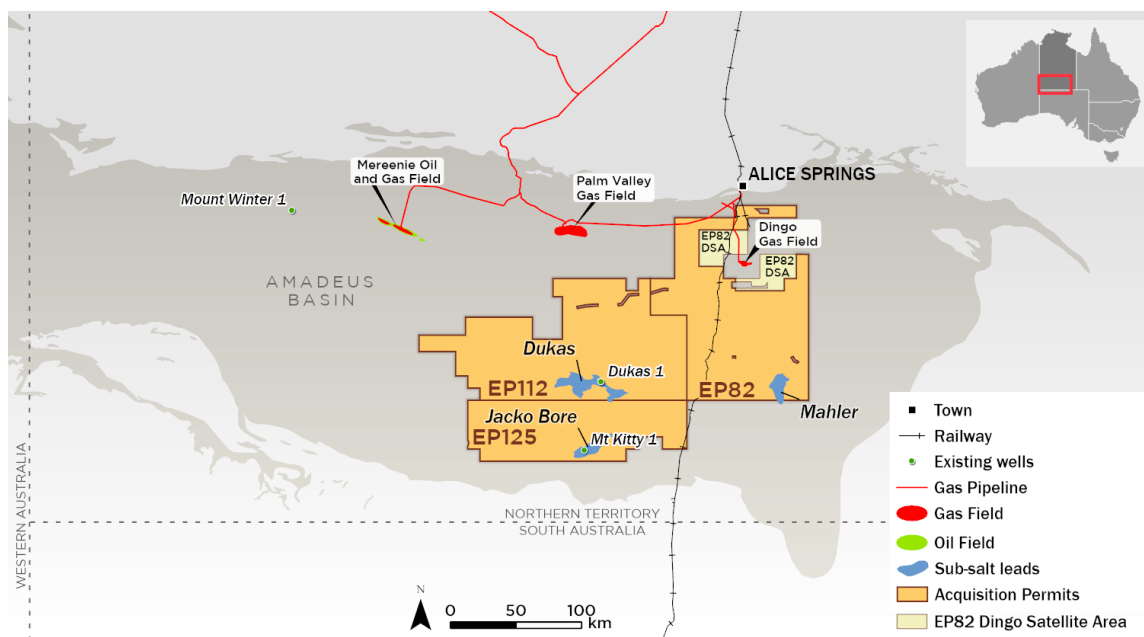 ALICE SPRINGS
Mereenie Oil
and Gas Field
Palm Valley
Gas Field
Mount Winter 1
Dingo
Gas Field
EP82
DSA
EP82
DSA
AMADEUS
BASIN
Dukas
Dukas 1
EP112
EP82
Mahler
Jacko Bore
EP125
Mt Kitty 1
WESTERN AUSTRALIA
NORTHERN TERRITORY
SOUTH AUSTRALIA
N
0 50 100
km
Town
Railway
Existing wells
Gas Pipeline
Gas Field
Oil Field
Sub-salt leads
Acquisition Permits
EP82 Dingo Satellite Area